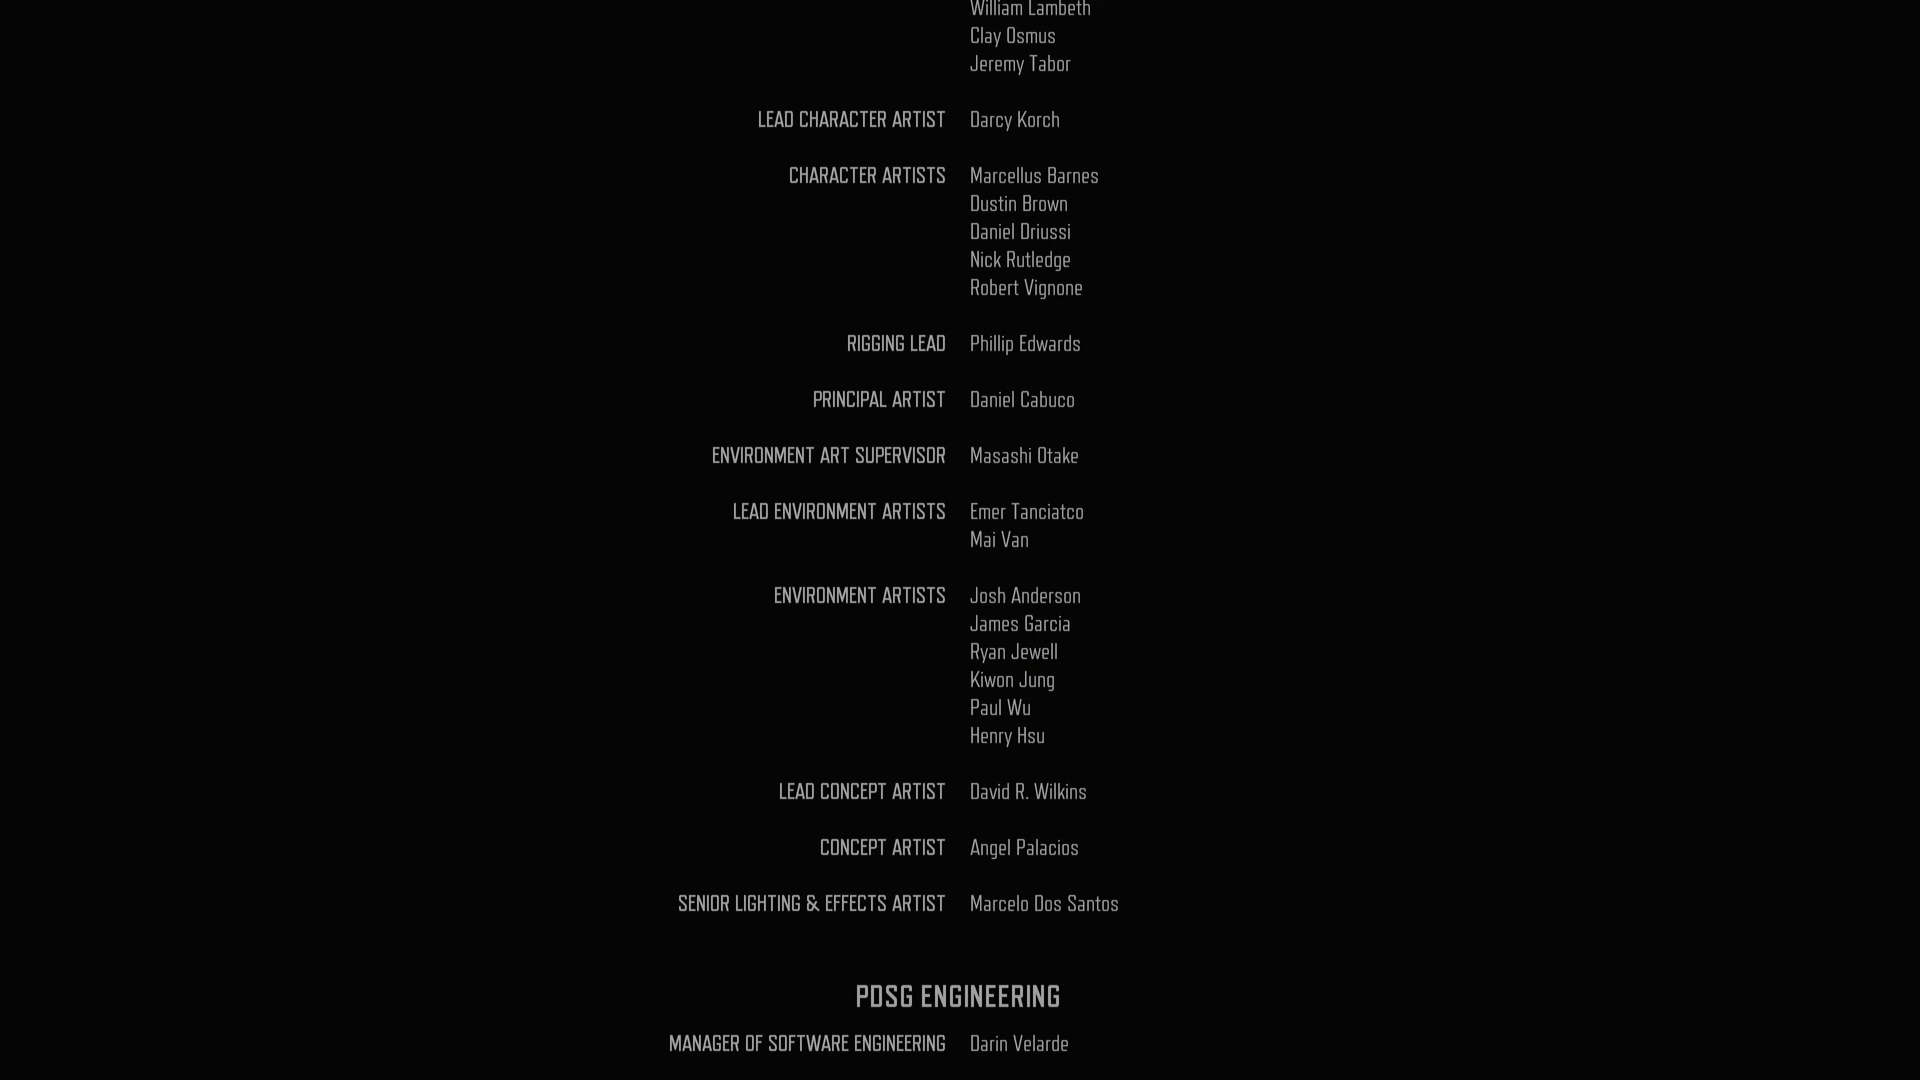 William Lambeth
Clay Osmus
Jeremy Tabor
LEAD CHARACTER ARTIST Darcy Korch
CHARACTER ARTISTS Marcellus Barnes
Dustin Brown
Daniel Driussi
Nick Rutledge
Robert Vignone
RIGGING LEAD Phillip Edwards
PRINCIPAL ARTIST Daniel Cabuco
ENVIRONMENT ART SUPERVISOR Masashi Otake
LEAD ENVIRONMENT ARTISTS Emer Tanciatco
Mai Van
ENVIRONMENT ARTISTS Josh Anderson
James Garcia
Ryan Jewell
Kiwon Jung
Paul Wu
Henry Hsu
LEAD CONCEPT ARTIST David R. Wilkins
CONCEPT ARTIST Angel Palacios
SENIOR LIGHTING & EFFECTS ARTIST Marcelo Dos Santos
PDSG ENGINEERING
MANAGER OF SOFTWARE ENGINEERING Darin Velarde